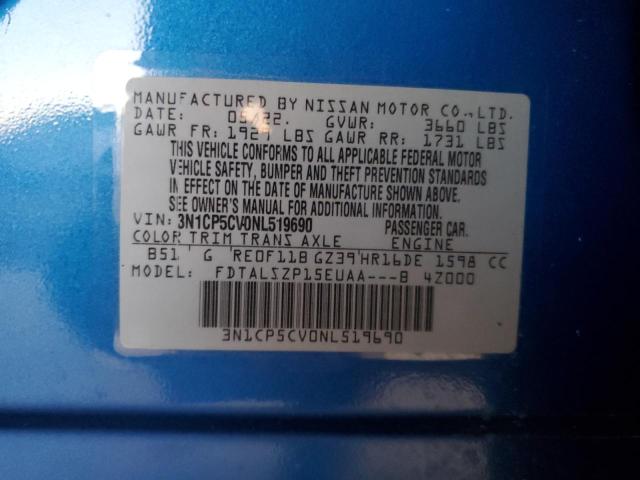 MANUFACTURED BY NISSAN MOTOR CO.,LTD.
DATE: 05/22. GVWR: 3660 LBS
GAWR FR: 1927 LBS GAWR RR: 1731 LBS
THIS VEHICLE CONFORMS TO ALL APPLICABLE FEDERAL MOTOR
VEHICLE SAFETY, BUMPER AND THEFT PREVENTION STANDARDS
IN EFFECT ON THE DATE OF MANUFACTURE SHOWN ABOVE.
SEE OWNER'S MANUAL FOR ADDITIONAL INFORMATION.
VIN: 3N1CP5CV0NL519690 PASSENGER CAR.
COLOR TRIM TRANS AXLE ENGINE
B51 G RE0F11B GZ39 HR16DE 1598 CC
MODEL: FDTALSZP15EUAA---B 4Z000
3N1CP5CV0NL519690